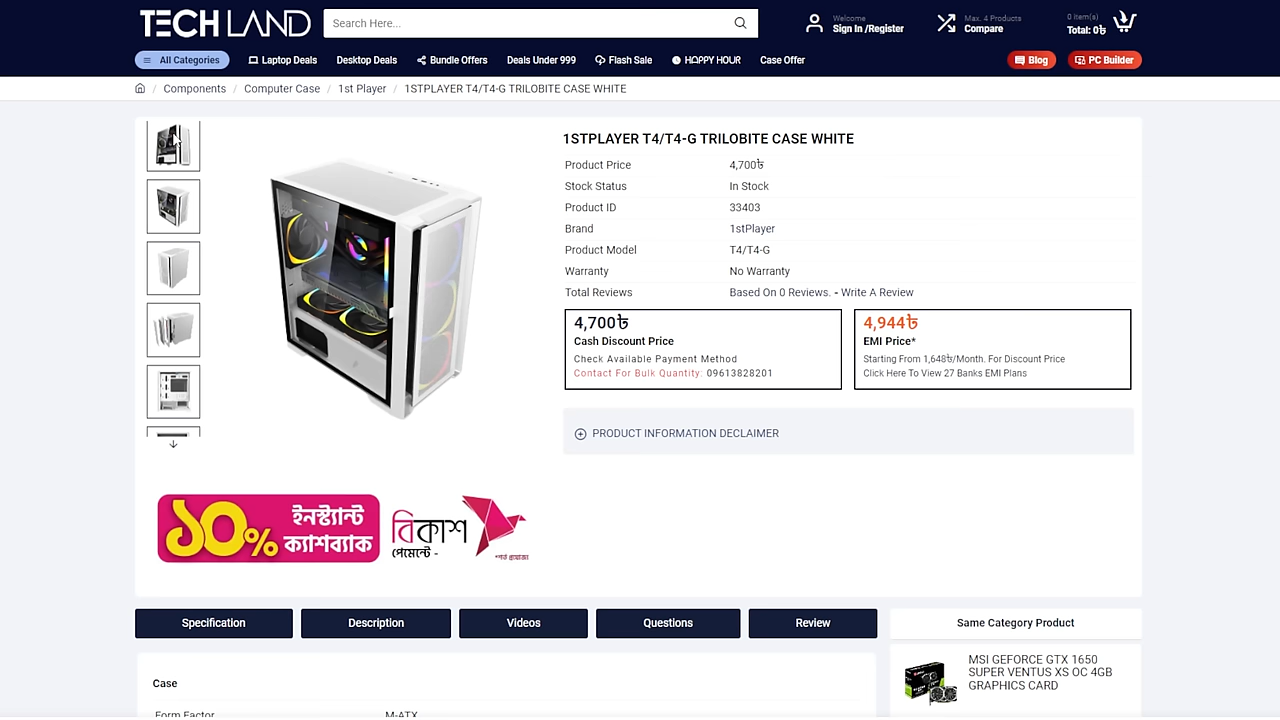 TECH LAND
Search Here...
Welcome
Sign In /Register
Max. 4 Products
Compare
0 Item(s)
Total: 0৳
All Categories
Laptop Deals
Desktop Deals
Bundle Offers
Deals Under 999
Flash Sale
HAPPY HOUR
Case Offer
Blog
PC Builder
/ Components / Computer Case / 1st Player / 1STPLAYER T4/T4-G TRILOBITE CASE WHITE
1STPLAYER T4/T4-G TRILOBITE CASE WHITE
Product Price 4,700৳
Stock Status In Stock
Product ID 33403
Brand 1stPlayer
Product Model T4/T4-G
Warranty No Warranty
Total Reviews Based On 0 Reviews. - Write A Review
4,700৳
Cash Discount Price
Check Available Payment Method
Contact For Bulk Quantity: 09613828201
4,944৳
EMI Price*
Starting From 1,648৳/Month. For Discount Price
Click Here To View 27 Banks EMI Plans
PRODUCT INFORMATION DECLAIMER
১০% ইনস্ট্যান্ট
ক্যাশব্যাক
বিকাশ
পেমেন্টে -
*শর্ত প্রযোজ্য
Specification
Description
Videos
Questions
Review
Same Category Product
Case
Form Factor M-ATX
MSI GEFORCE GTX 1650
SUPER VENTUS XS OC 4GB
GRAPHICS CARD